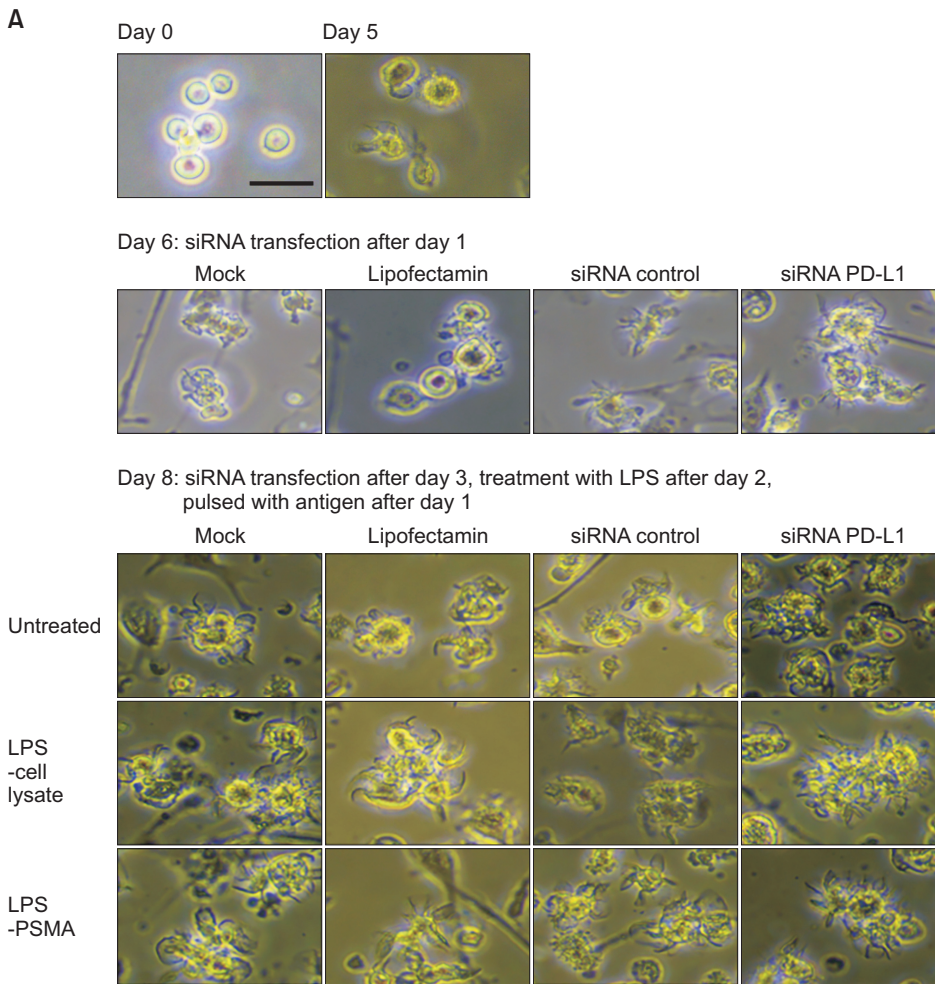 A
Day 0 Day 5
Day 6: siRNA transfection after day 1
Mock Lipofectamin siRNA control siRNA PD-L1
Day 8: siRNA transfection after day 3, treatment with LPS after day 2,
pulsed with antigen after day 1
Mock Lipofectamin siRNA control siRNA PD-L1
Untreated
LPS
-cell
lysate
LPS
-PSMA